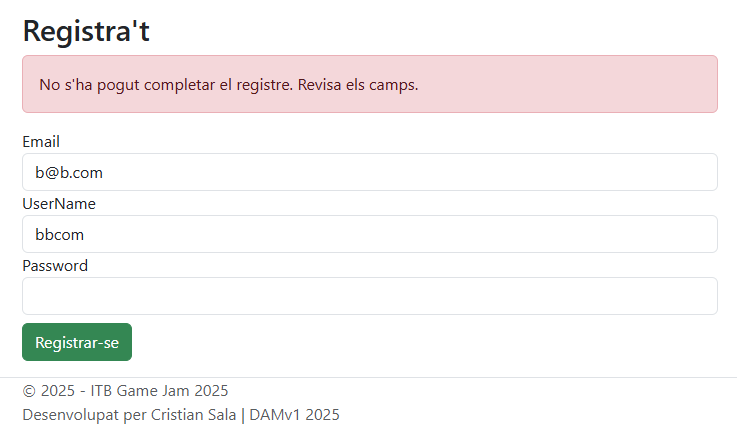 Registra't
No s'ha pogut completar el registre. Revisa els camps.
Email
b@b.com
UserName
bbcom
Password
Registrar-se
© 2025 - ITB Game Jam 2025
Desenvolupat per Cristian Sala | DAMv1 2025